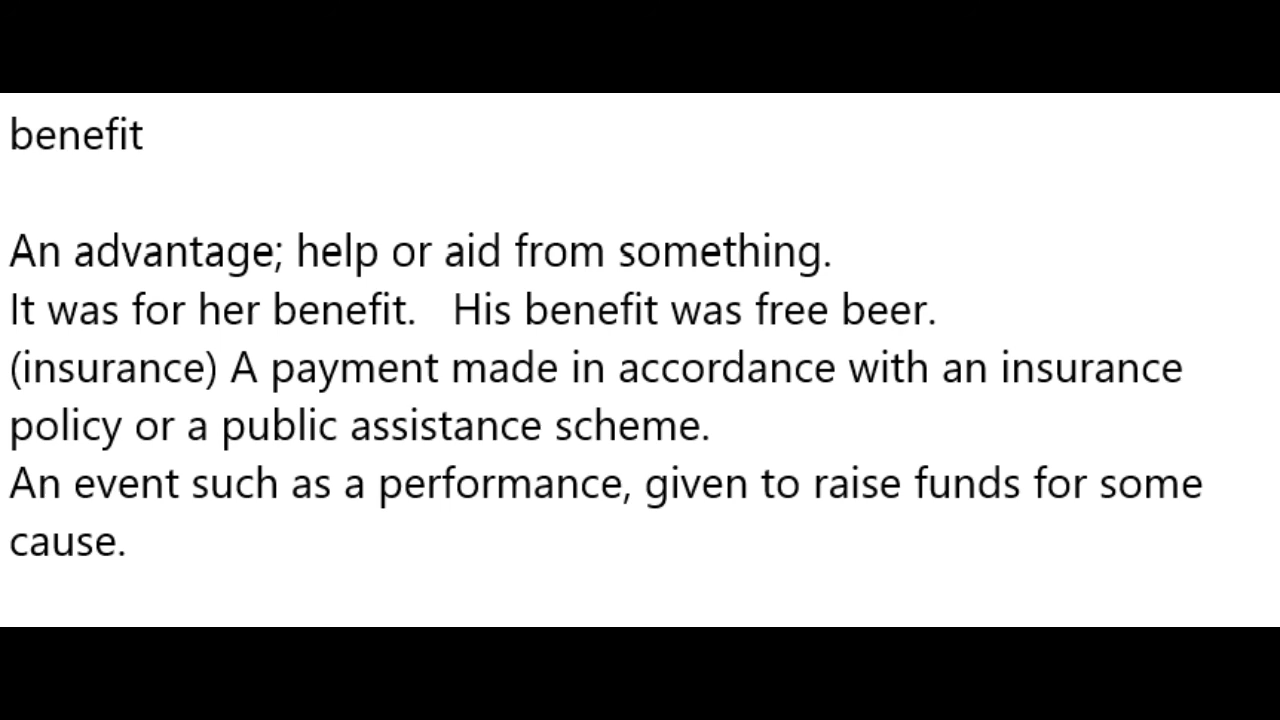 benefit
An advantage; help or aid from something.
It was for her benefit.   His benefit was free beer.
(insurance) A payment made in accordance with an insurance
policy or a public assistance scheme.
An event such as a performance, given to raise funds for some
cause.